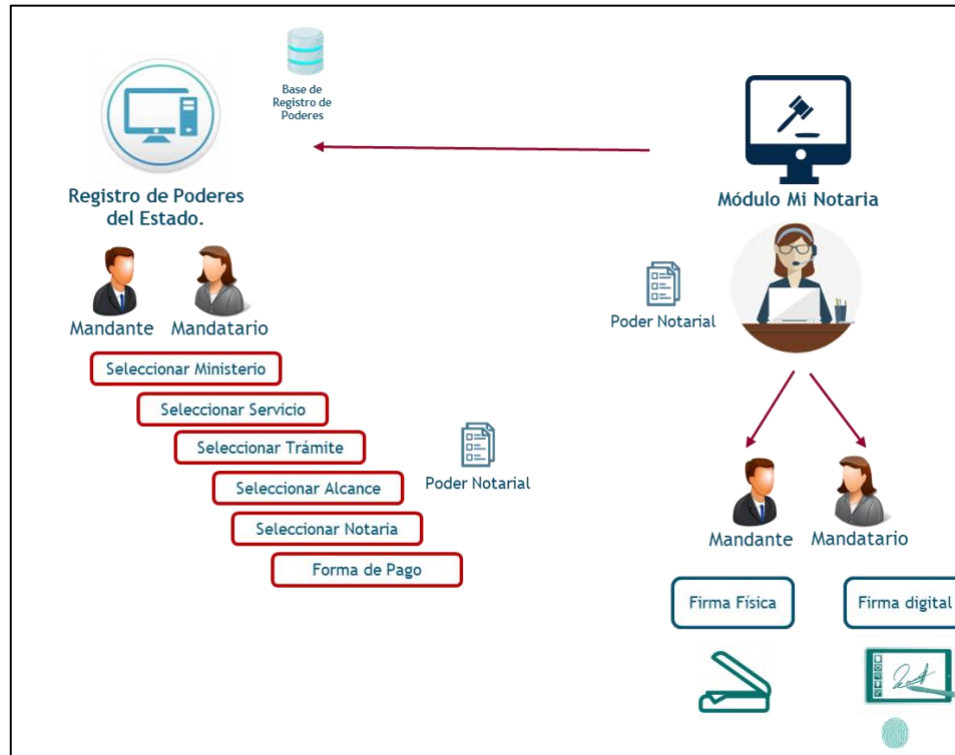 Base de
Registro de
Poderes
Registro de Poderes
del Estado.
Mandante
Mandatario
Seleccionar Ministerio
Seleccionar Servicio
Seleccionar Trámite
Seleccionar Alcance
Seleccionar Notaria
Forma de Pago
Poder Notarial
Módulo Mi Notaria
Poder Notarial
Mandante
Mandatario
Firma Física
Firma digital